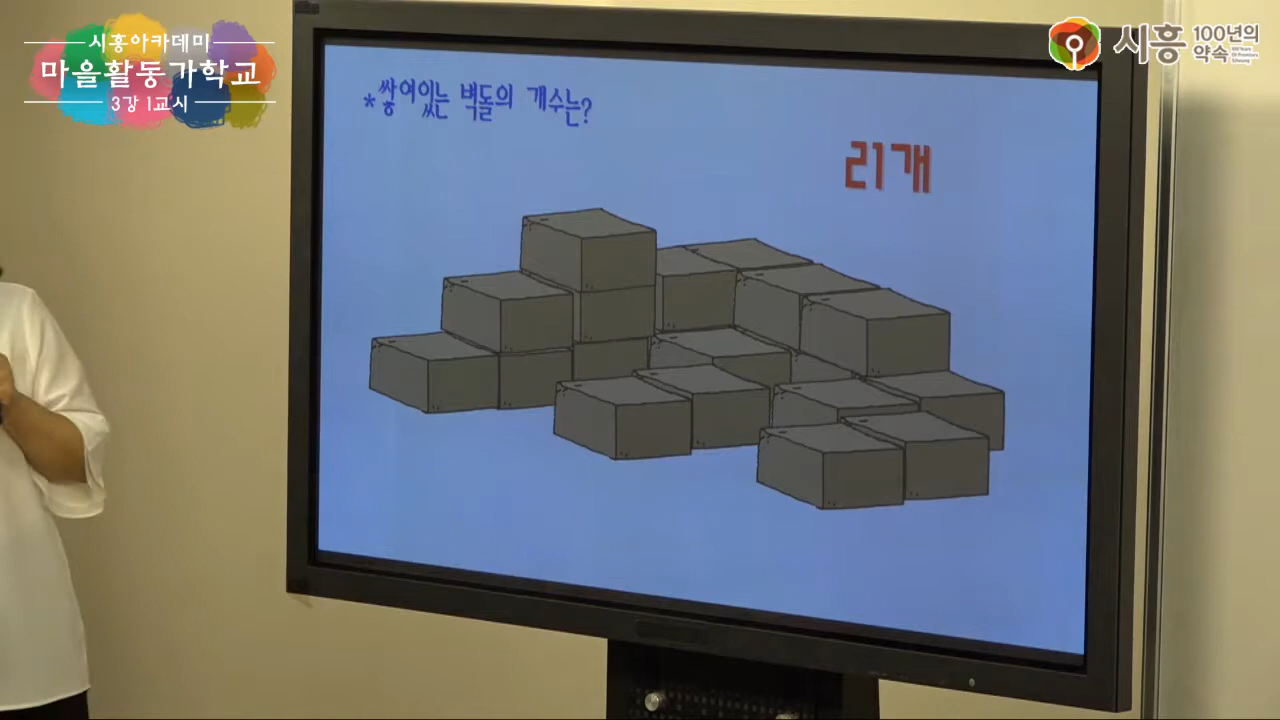 시흥아카데미
마을활동가학교
3강 1교시
시흥 100년의 약속
*쌓여있는 벽돌의 개수는?
21개